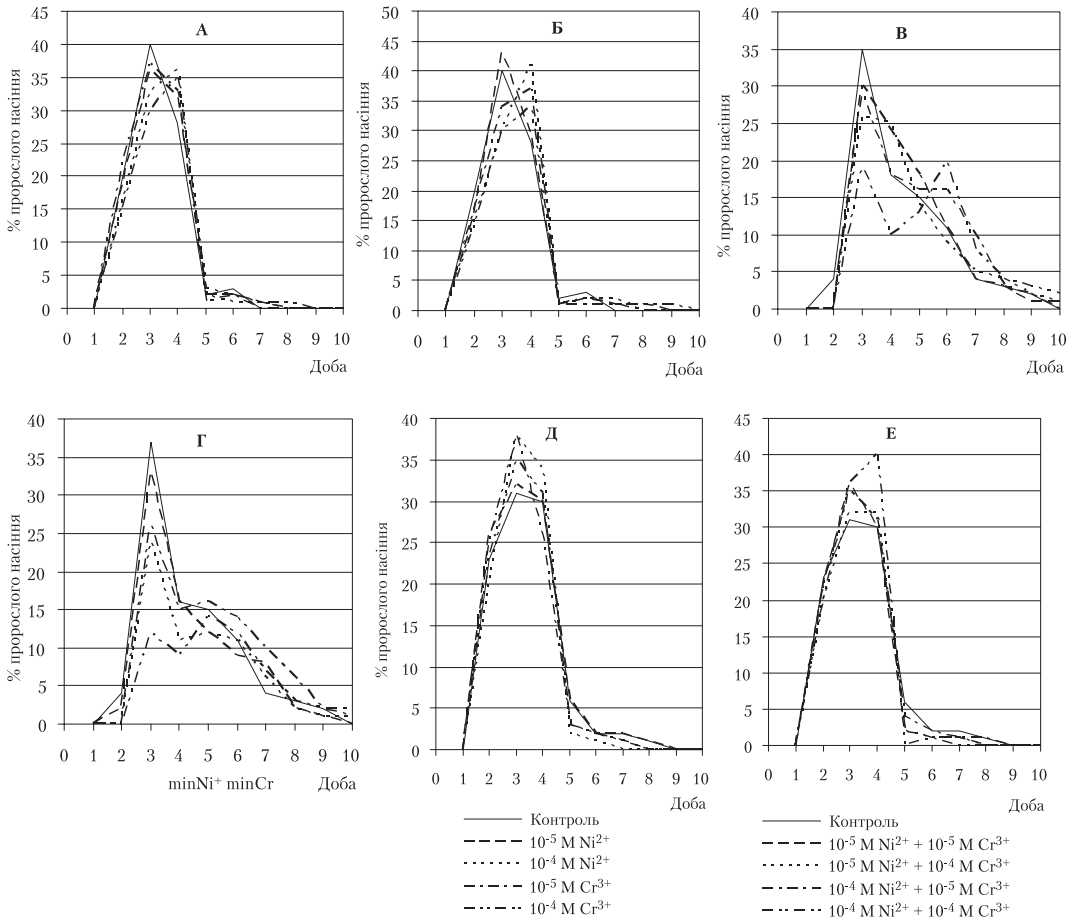 А
% пророслого насіння
45
40
35
30
25
20
15
10
5
0
0 1 2 3 4 5 6 7 8 9 10
Доба
Б
% пророслого насіння
50
45
40
35
30
25
20
15
10
5
0
0 1 2 3 4 5 6 7 8 9 10
Доба
В
% пророслого насіння
40
35
30
25
20
15
10
5
0
0 1 2 3 4 5 6 7 8 9 10
Доба
Г
% пророслого насіння
40
35
30
25
20
15
10
5
0
0 1 2 3 4 5 6 7 8 9 10
minNi⁺ minCr Доба
Д
% пророслого насіння
40
35
30
25
20
15
10
5
0
0 1 2 3 4 5 6 7 8 9 10
Доба
Е
% пророслого насіння
45
40
35
30
25
20
15
10
5
0
0 1 2 3 4 5 6 7 8 9 10
Доба
Контроль
10⁻⁵ М Ni²⁺
10⁻⁴ М Ni²⁺
10⁻⁵ М Cr³⁺
10⁻⁴ М Cr³⁺
Контроль
10⁻⁵ М Ni²⁺ + 10⁻⁵ М Cr³⁺
10⁻⁵ М Ni²⁺ + 10⁻⁴ М Cr³⁺
10⁻⁴ М Ni²⁺ + 10⁻⁵ М Cr³⁺
10⁻⁴ М Ni²⁺ + 10⁻⁴ М Cr³⁺